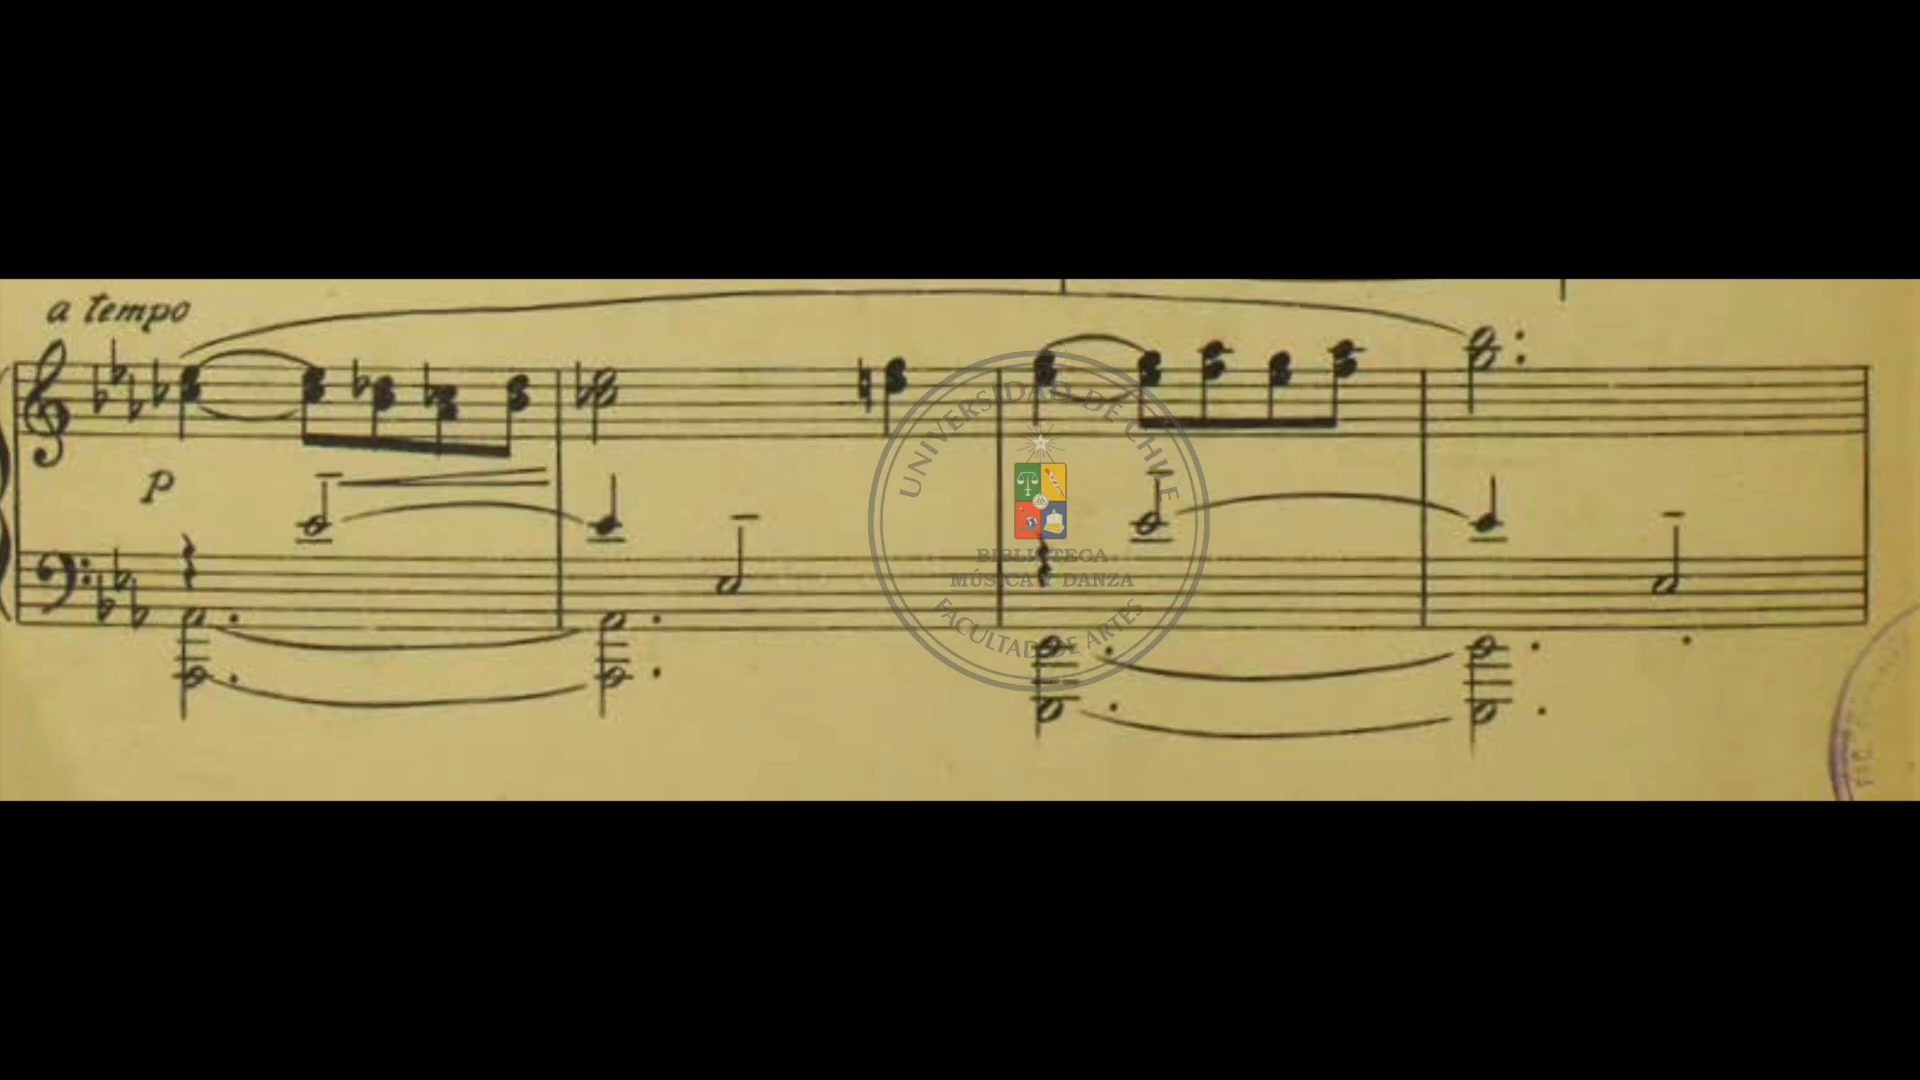 a tempo
p
UNIVERSIDAD DE CHILE
BIBLIOTECA
MÚSICA Y DANZA
FACULTAD DE ARTES